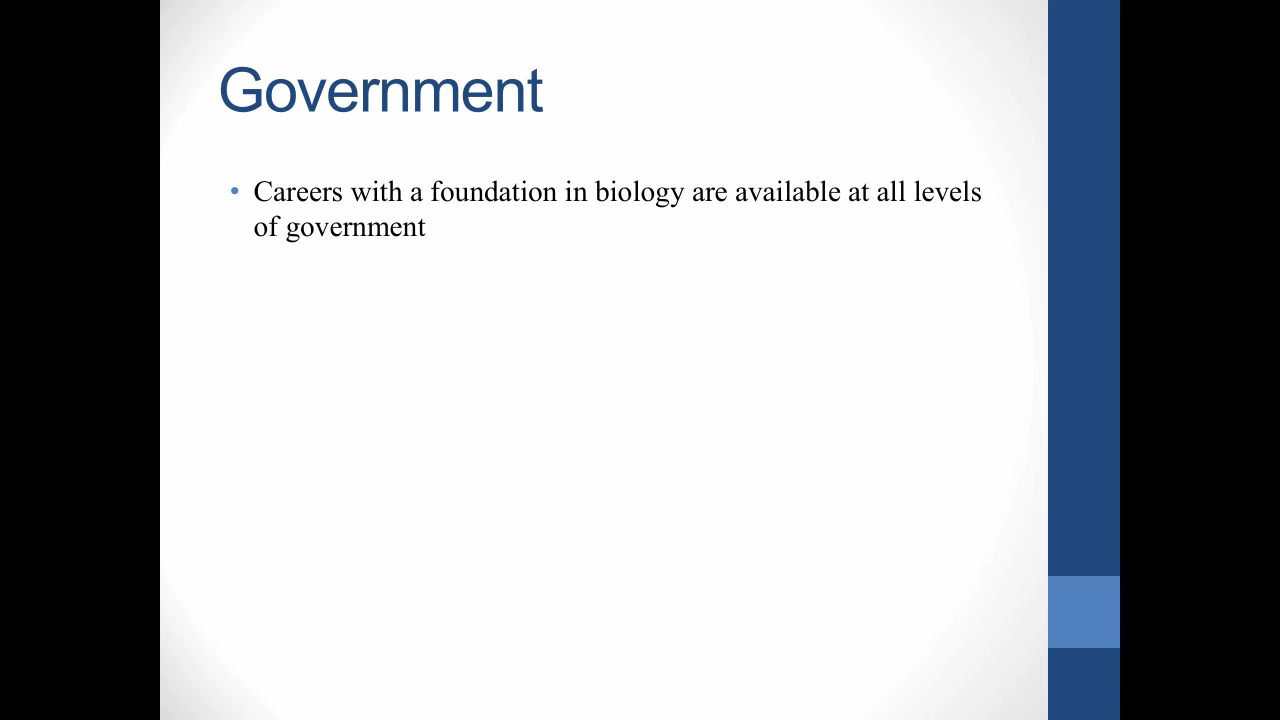 Government
• Careers with a foundation in biology are available at all levels
of government